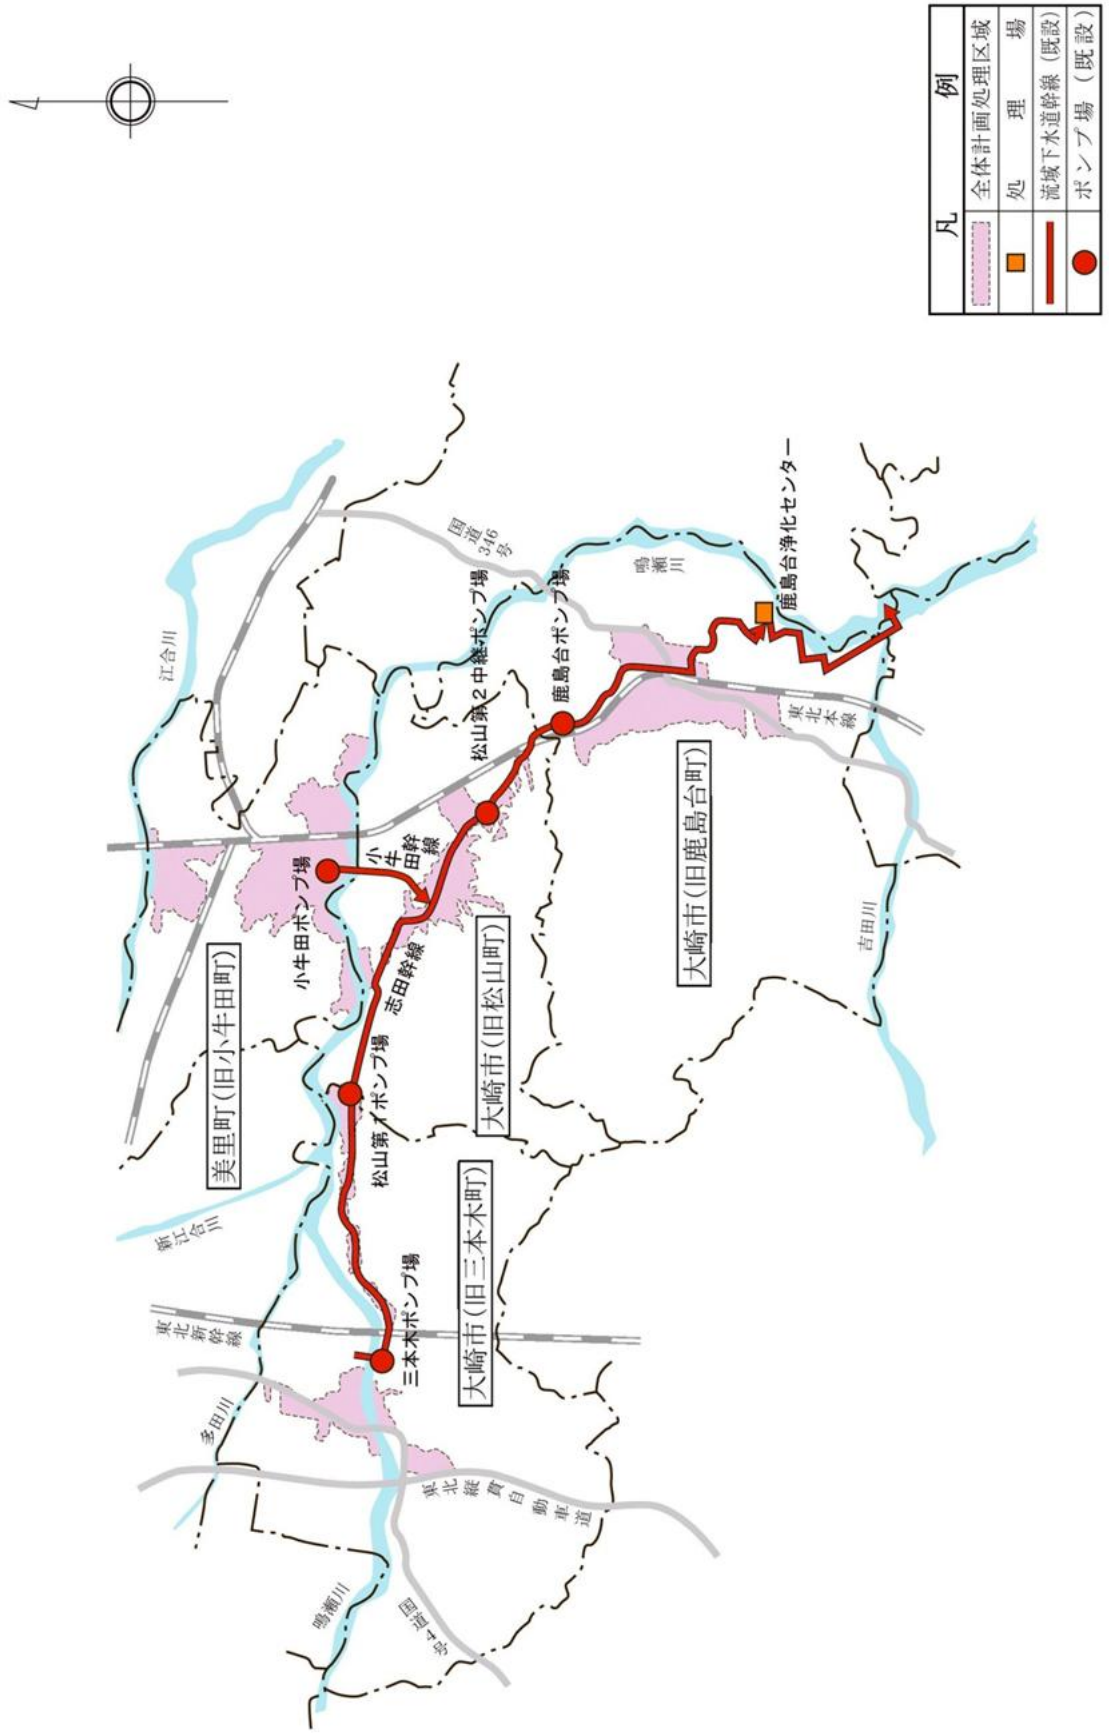 凡例
全体計画処理区域
処理場
流域下水道幹線（既設）
ポンプ場（既設）
鳴瀬川
国道4号
多田川
東北縦貫自動車道
東北新幹線
三本木ポンプ場
大崎市(旧三本木町)
新江合川
美里町(旧小牛田町)
松山第1ポンプ場
大崎市(旧松山町)
志田幹線
小牛田ポンプ場
小牛田幹線
江合川
松山第2中継ポンプ場
鹿島台ポンプ場
国道346号
鳴瀬川
大崎市(旧鹿島台町)
東北本線
鹿島台浄化センター
吉田川